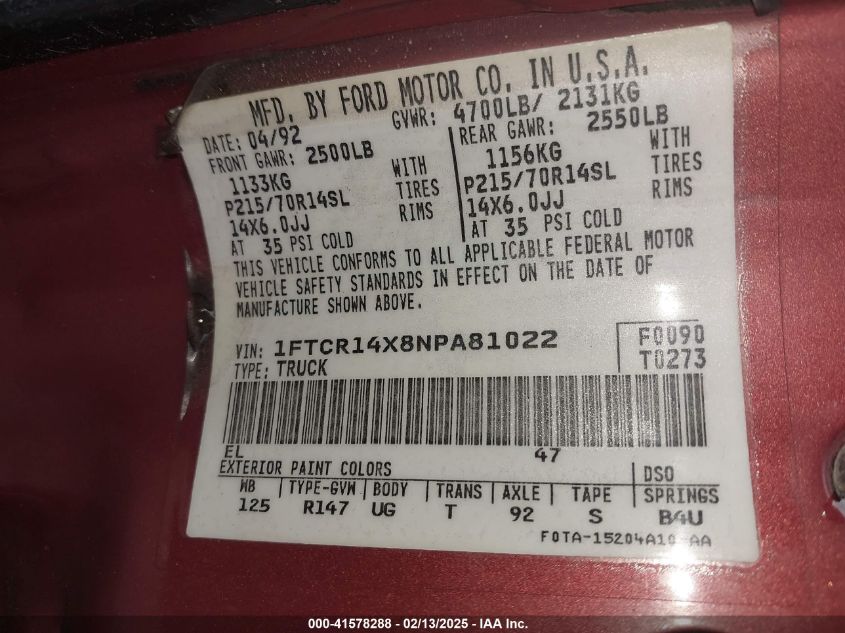 MFD. BY FORD MOTOR CO. IN U.S.A.
DATE: 04/92 GVWR: 4700LB/ 2131KG
FRONT GAWR: 2500LB REAR GAWR: 2550LB
1133KG WITH 1156KG WITH
P215/70R14SL TIRES P215/70R14SL TIRES
14X6.0JJ RIMS 14X6.0JJ RIMS
AT 35 PSI COLD AT 35 PSI COLD
THIS VEHICLE CONFORMS TO ALL APPLICABLE FEDERAL MOTOR
VEHICLE SAFETY STANDARDS IN EFFECT ON THE DATE OF
MANUFACTURE SHOWN ABOVE.
VIN: 1FTCR14X8NPA81022 F0090
TYPE: TRUCK T0273
EL 47
EXTERIOR PAINT COLORS DSO
WB TYPE-GVW BODY TRANS AXLE TAPE SPRINGS
125 R147 UG T 92 S B4U
F0TA-15204A10-AA
000-41578288 - 02/13/2025 - IAA Inc.